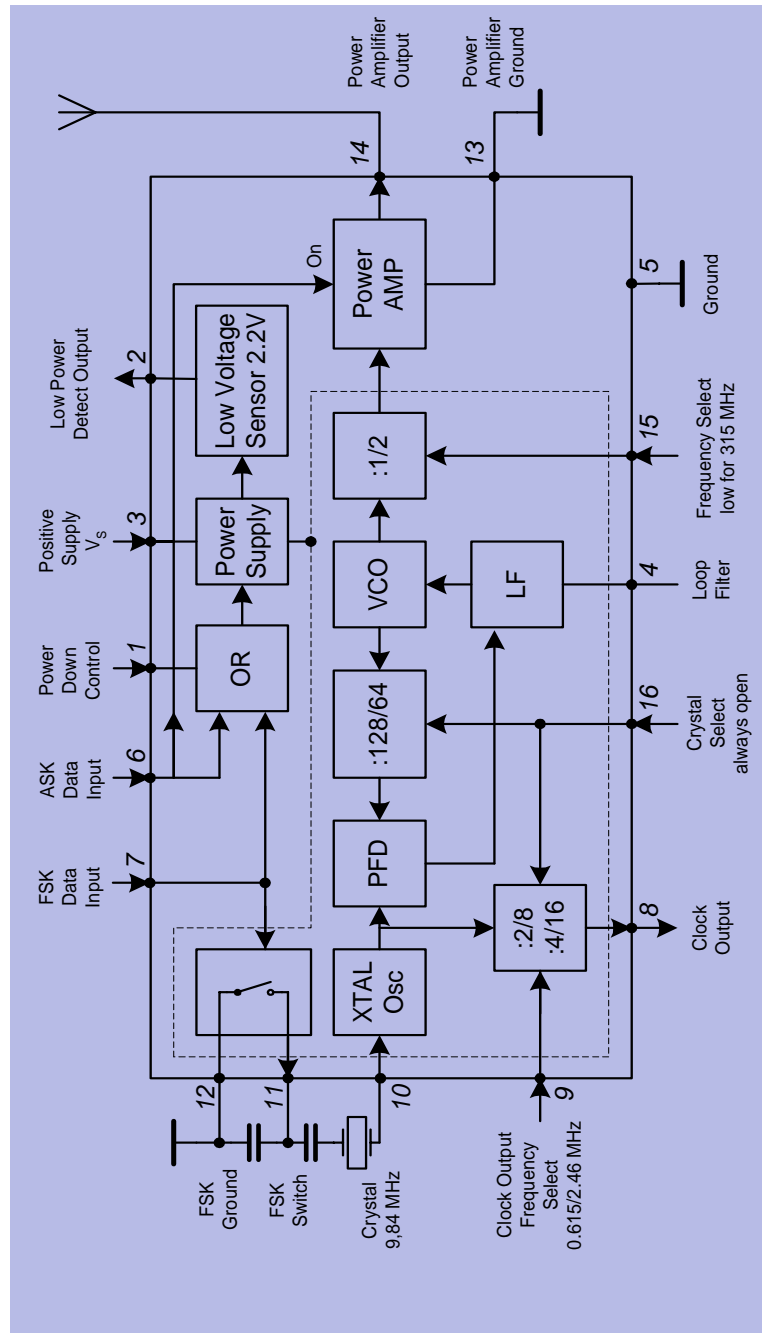 FSK
Data
Input
7
ASK
Data
Input
6
Power
Down
Control
1
Positive
Supply
VS
3
Low Power
Detect Output
2
OR
Power
Supply
Low Voltage
Sensor 2.2V
On
FSK
Ground
12
FSK
Switch
11
Crystal
9,84 MHz
10
XTAL
Osc
PFD
:128/64
VCO
:1/2
Power
AMP
14
Power
Amplifier
Output
13
Power
Amplifier
Ground
:2/8
:4/16
LF
Clock Output
Frequency
Select
0.615/2.46 MHz
9
8
Clock
Output
16
Crystal
Select
always open
4
Loop
Filter
15
Frequency Select
low for 315 MHz
5
Ground